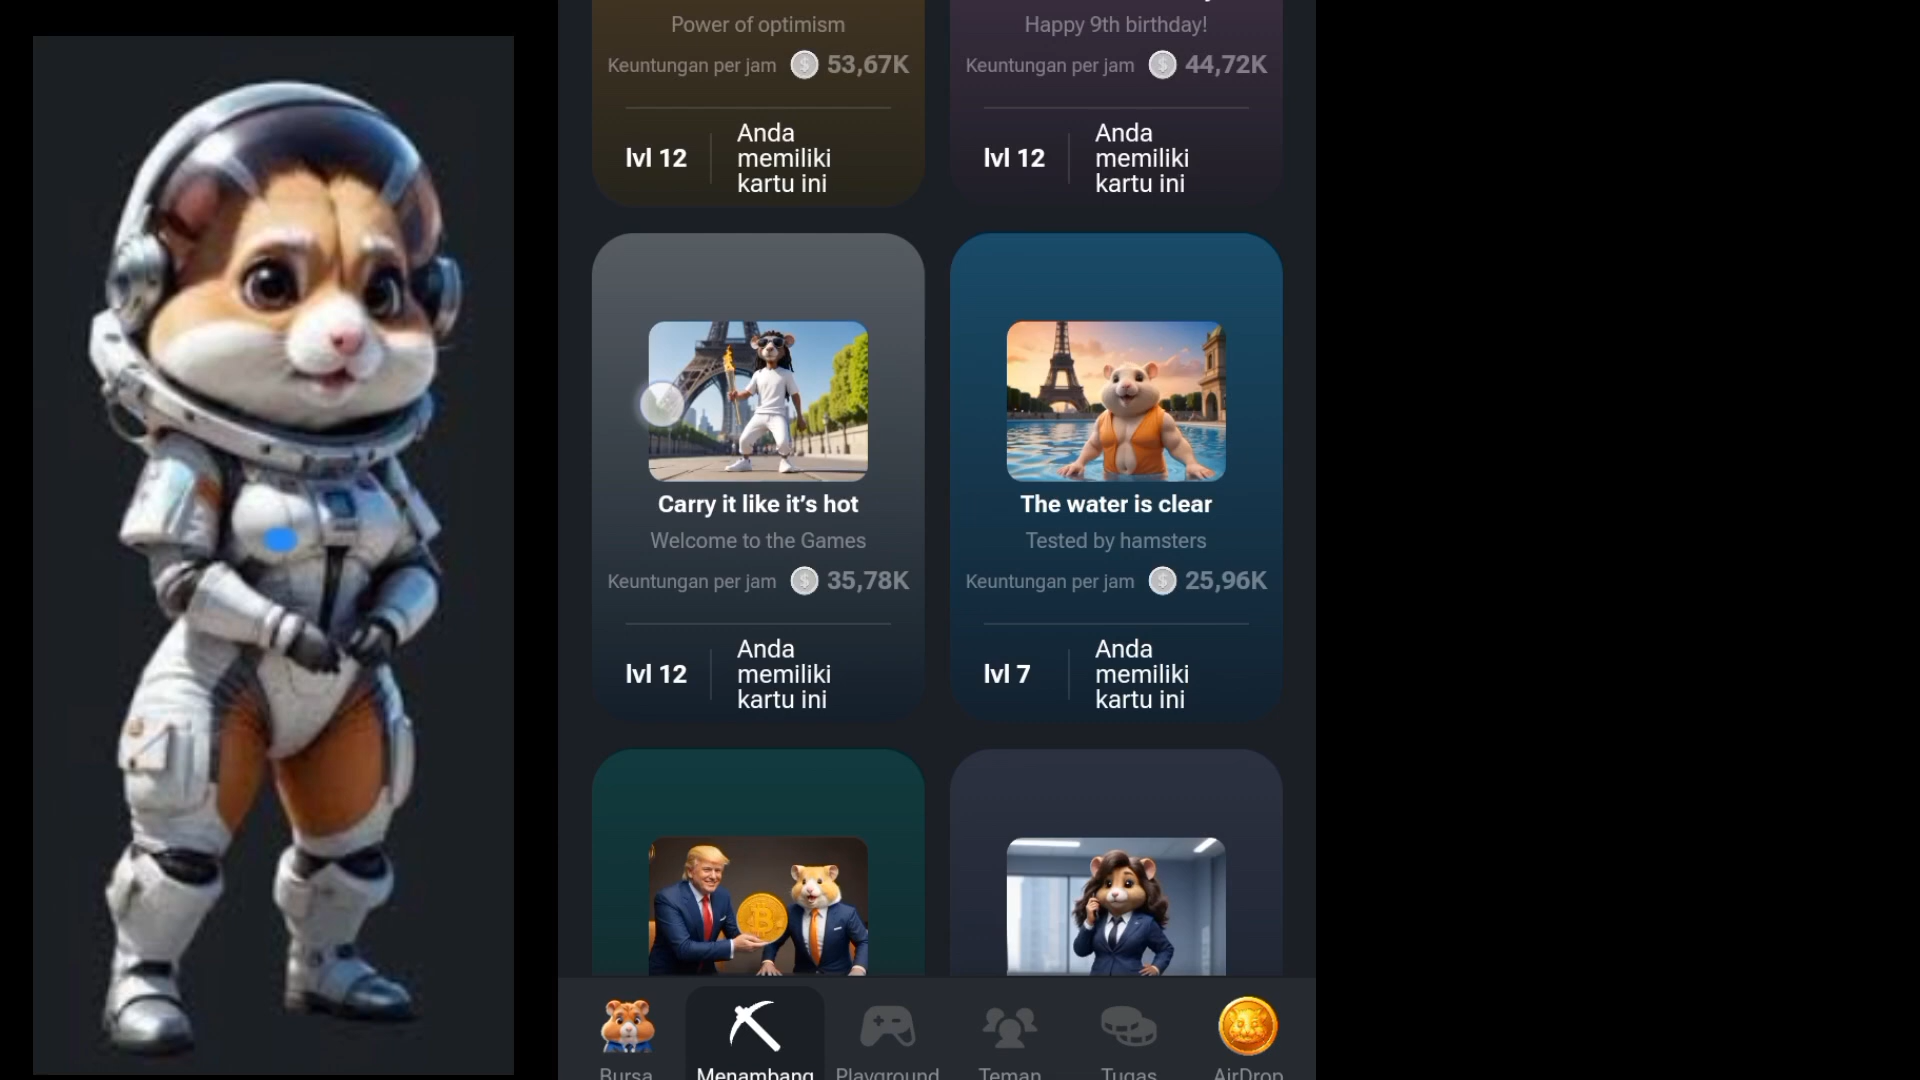 Power of optimism
Keuntungan per jam 53,67K
lvl 12
Anda
memiliki
kartu ini
Happy 9th birthday!
Keuntungan per jam 44,72K
lvl 12
Anda
memiliki
kartu ini
Carry it like it’s hot
Welcome to the Games
Keuntungan per jam 35,78K
lvl 12
Anda
memiliki
kartu ini
The water is clear
Tested by hamsters
Keuntungan per jam 25,96K
lvl 7
Anda
memiliki
kartu ini
Bursa
Menambang
Playground
Teman
Tugas
AirDrop